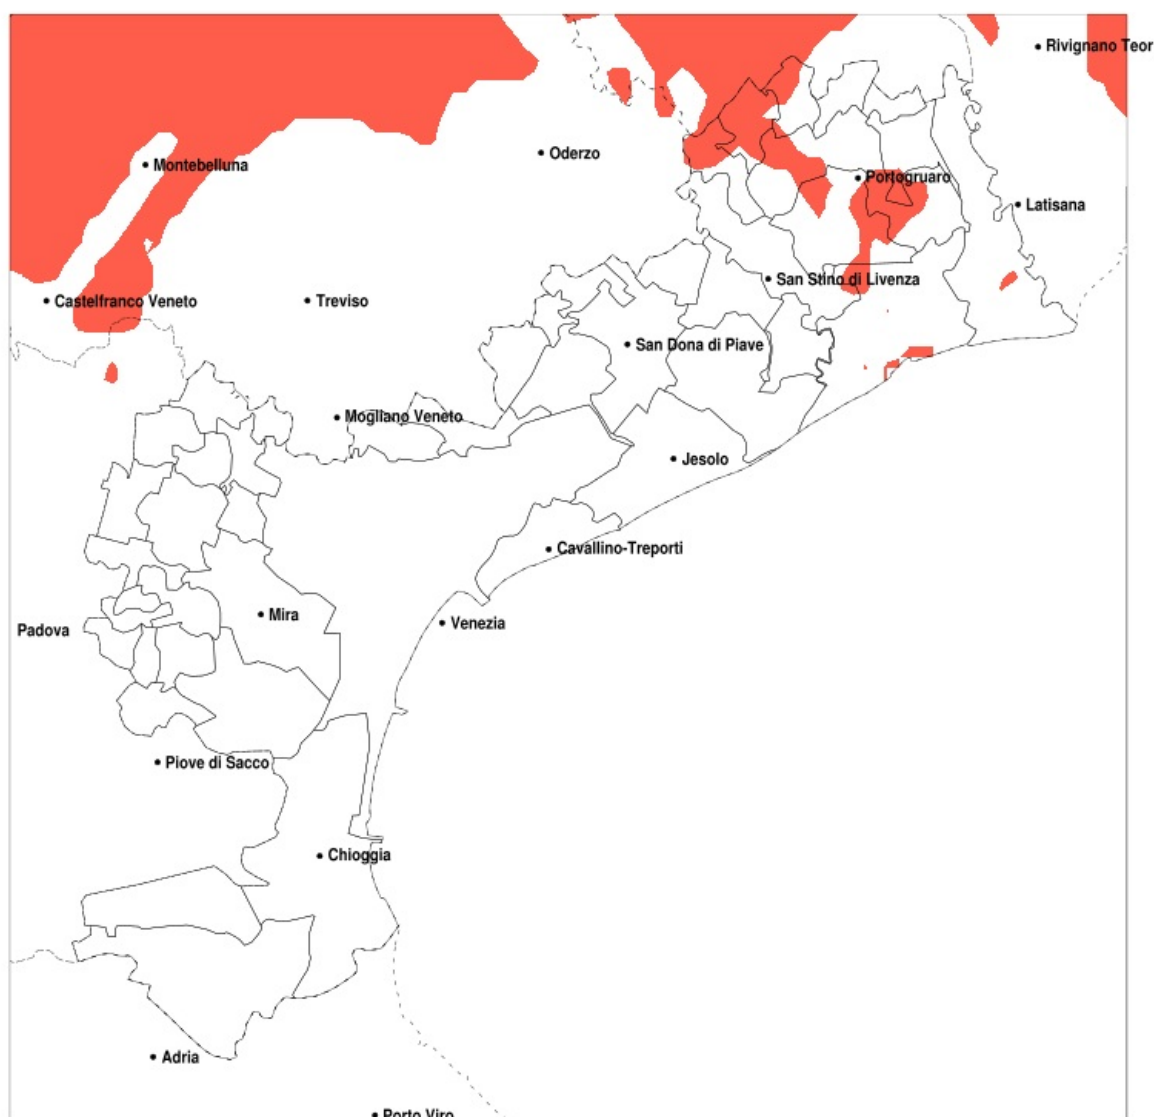 Rivignano Teor
Oderzo
Montebelluna
Portogruaro
Latisana
San Stino di Livenza
Castelfranco Veneto
Treviso
San Dona di Piave
Mogliano Veneto
Jesolo
Cavallino-Treporti
Mira
Venezia
Padova
Piove di Sacco
Chioggia
Adria
Porto Viro